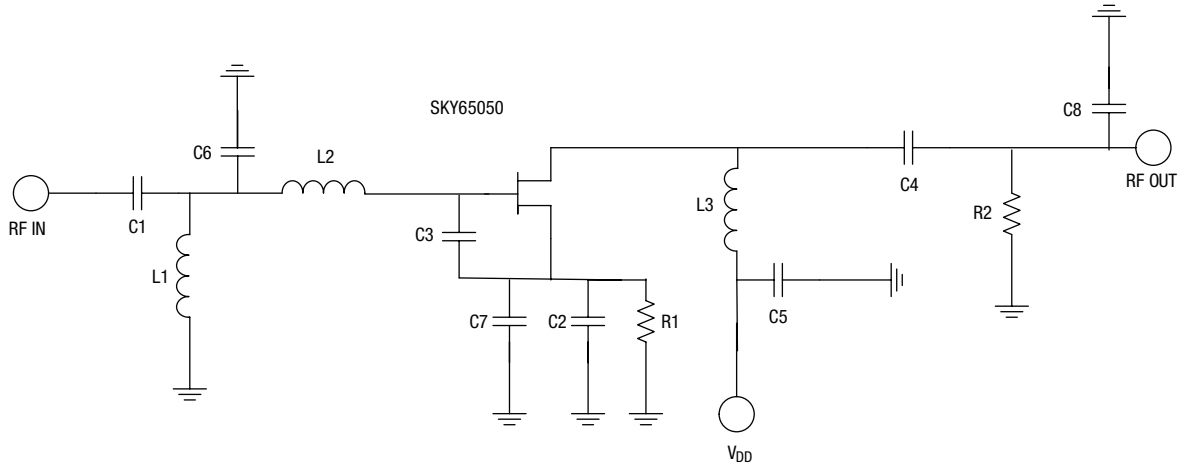 SKY65050
C8
C6
L2
C4
RF OUT
RF IN
C1
C3
L3
R2
L1
C7
C2
R1
C5
VDD